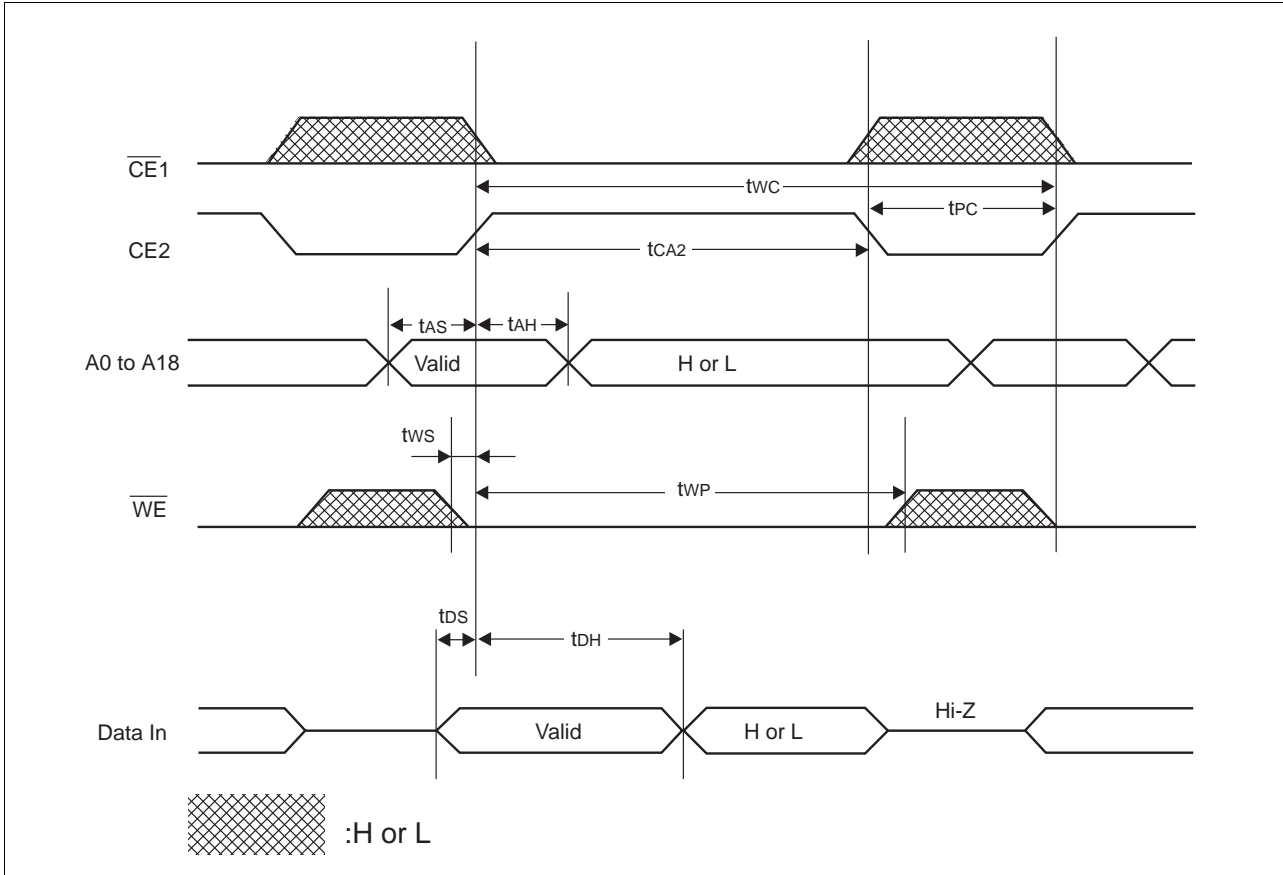 CE1
tWC
tPC
CE2
tCA2
tAS
tAH
A0 to A18
Valid
H or L
tWS
tWP
WE
tDS
tDH
Data In
Valid
H or L
Hi-Z
:H or L